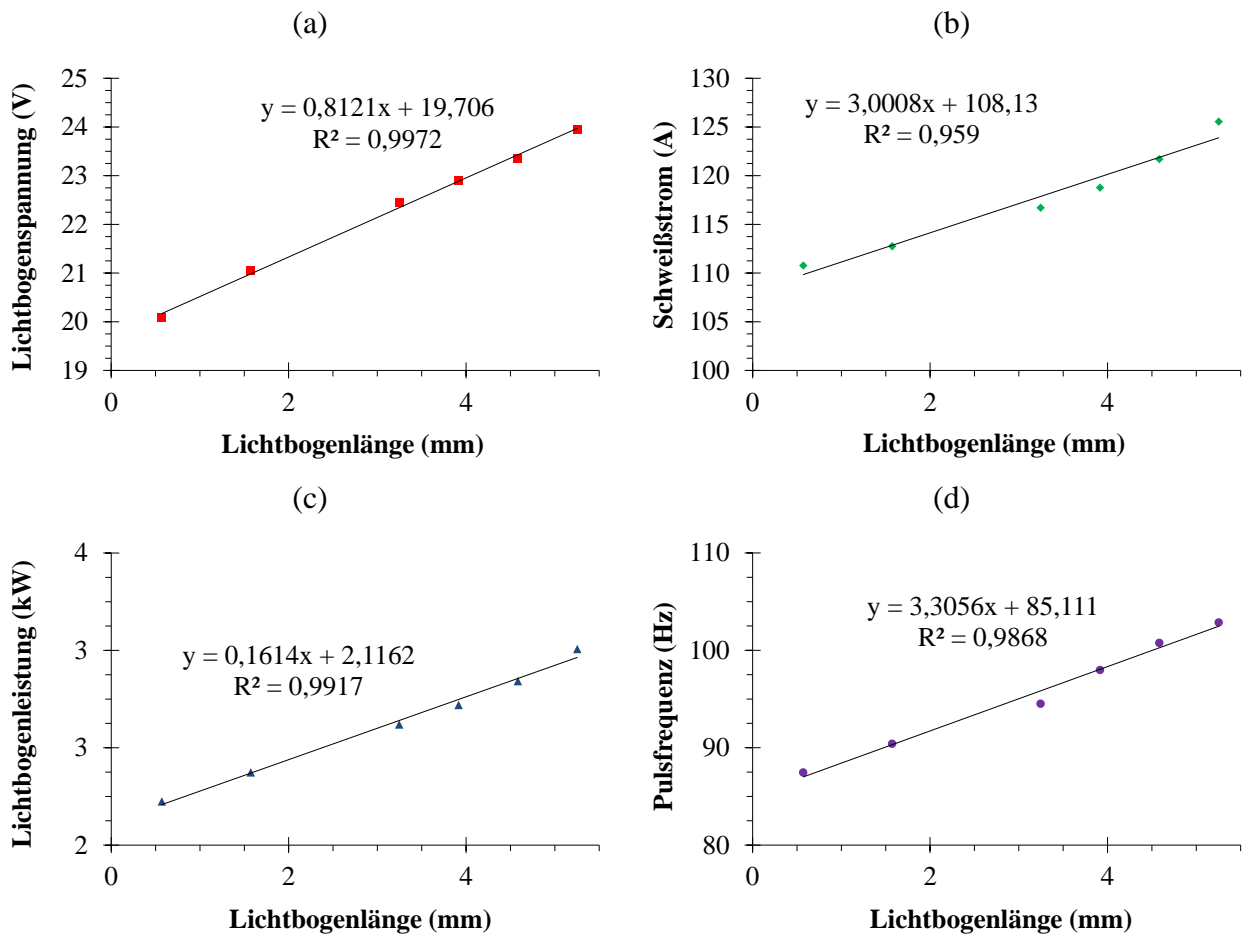 (a)
Lichtbogenspannung (V)
25
24
23
22
21
20
19
y = 0,8121x + 19,706
R² = 0,9972
0 2 4
Lichtbogenlänge (mm)
(b)
Schweißstrom (A)
130
125
120
115
110
105
100
y = 3,0008x + 108,13
R² = 0,959
0 2 4
Lichtbogenlänge (mm)
(c)
Lichtbogenleistung (kW)
4
3
3
2
y = 0,1614x + 2,1162
R² = 0,9917
0 2 4
Lichtbogenlänge (mm)
(d)
Pulsfrequenz (Hz)
110
100
90
80
y = 3,3056x + 85,111
R² = 0,9868
0 2 4
Lichtbogenlänge (mm)